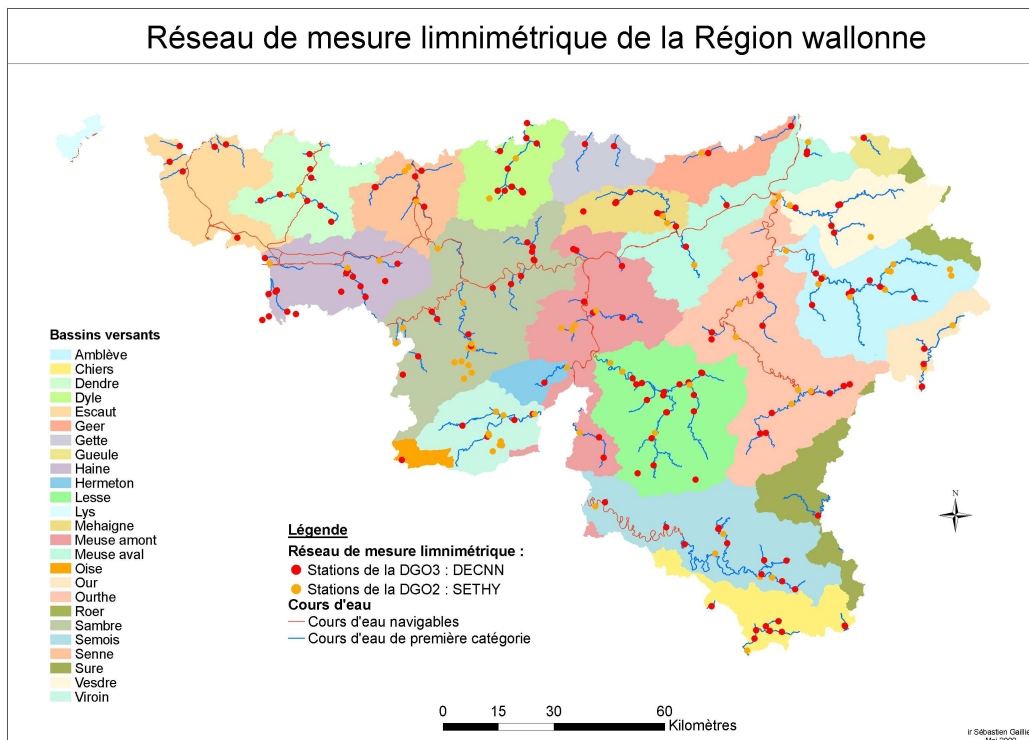 Réseau de mesure limnimétrique de la Région wallonne
Bassins versants
Amblève
Chiers
Dendre
Dyle
Escaut
Geer
Gette
Gueule
Haine
Hermeton
Lesse
Lys
Mehaigne
Meuse amont
Meuse aval
Oise
Our
Ourthe
Roer
Sambre
Semois
Senne
Sure
Vesdre
Viroin
Légende
Réseau de mesure limnimétrique :
Stations de la DGO3 : DECNN
Stations de la DGO2 : SETHY
Cours d'eau
Cours d'eau navigables
Cours d'eau de première catégorie
N
0 15 30 60
Kilomètres
ir Sébastien